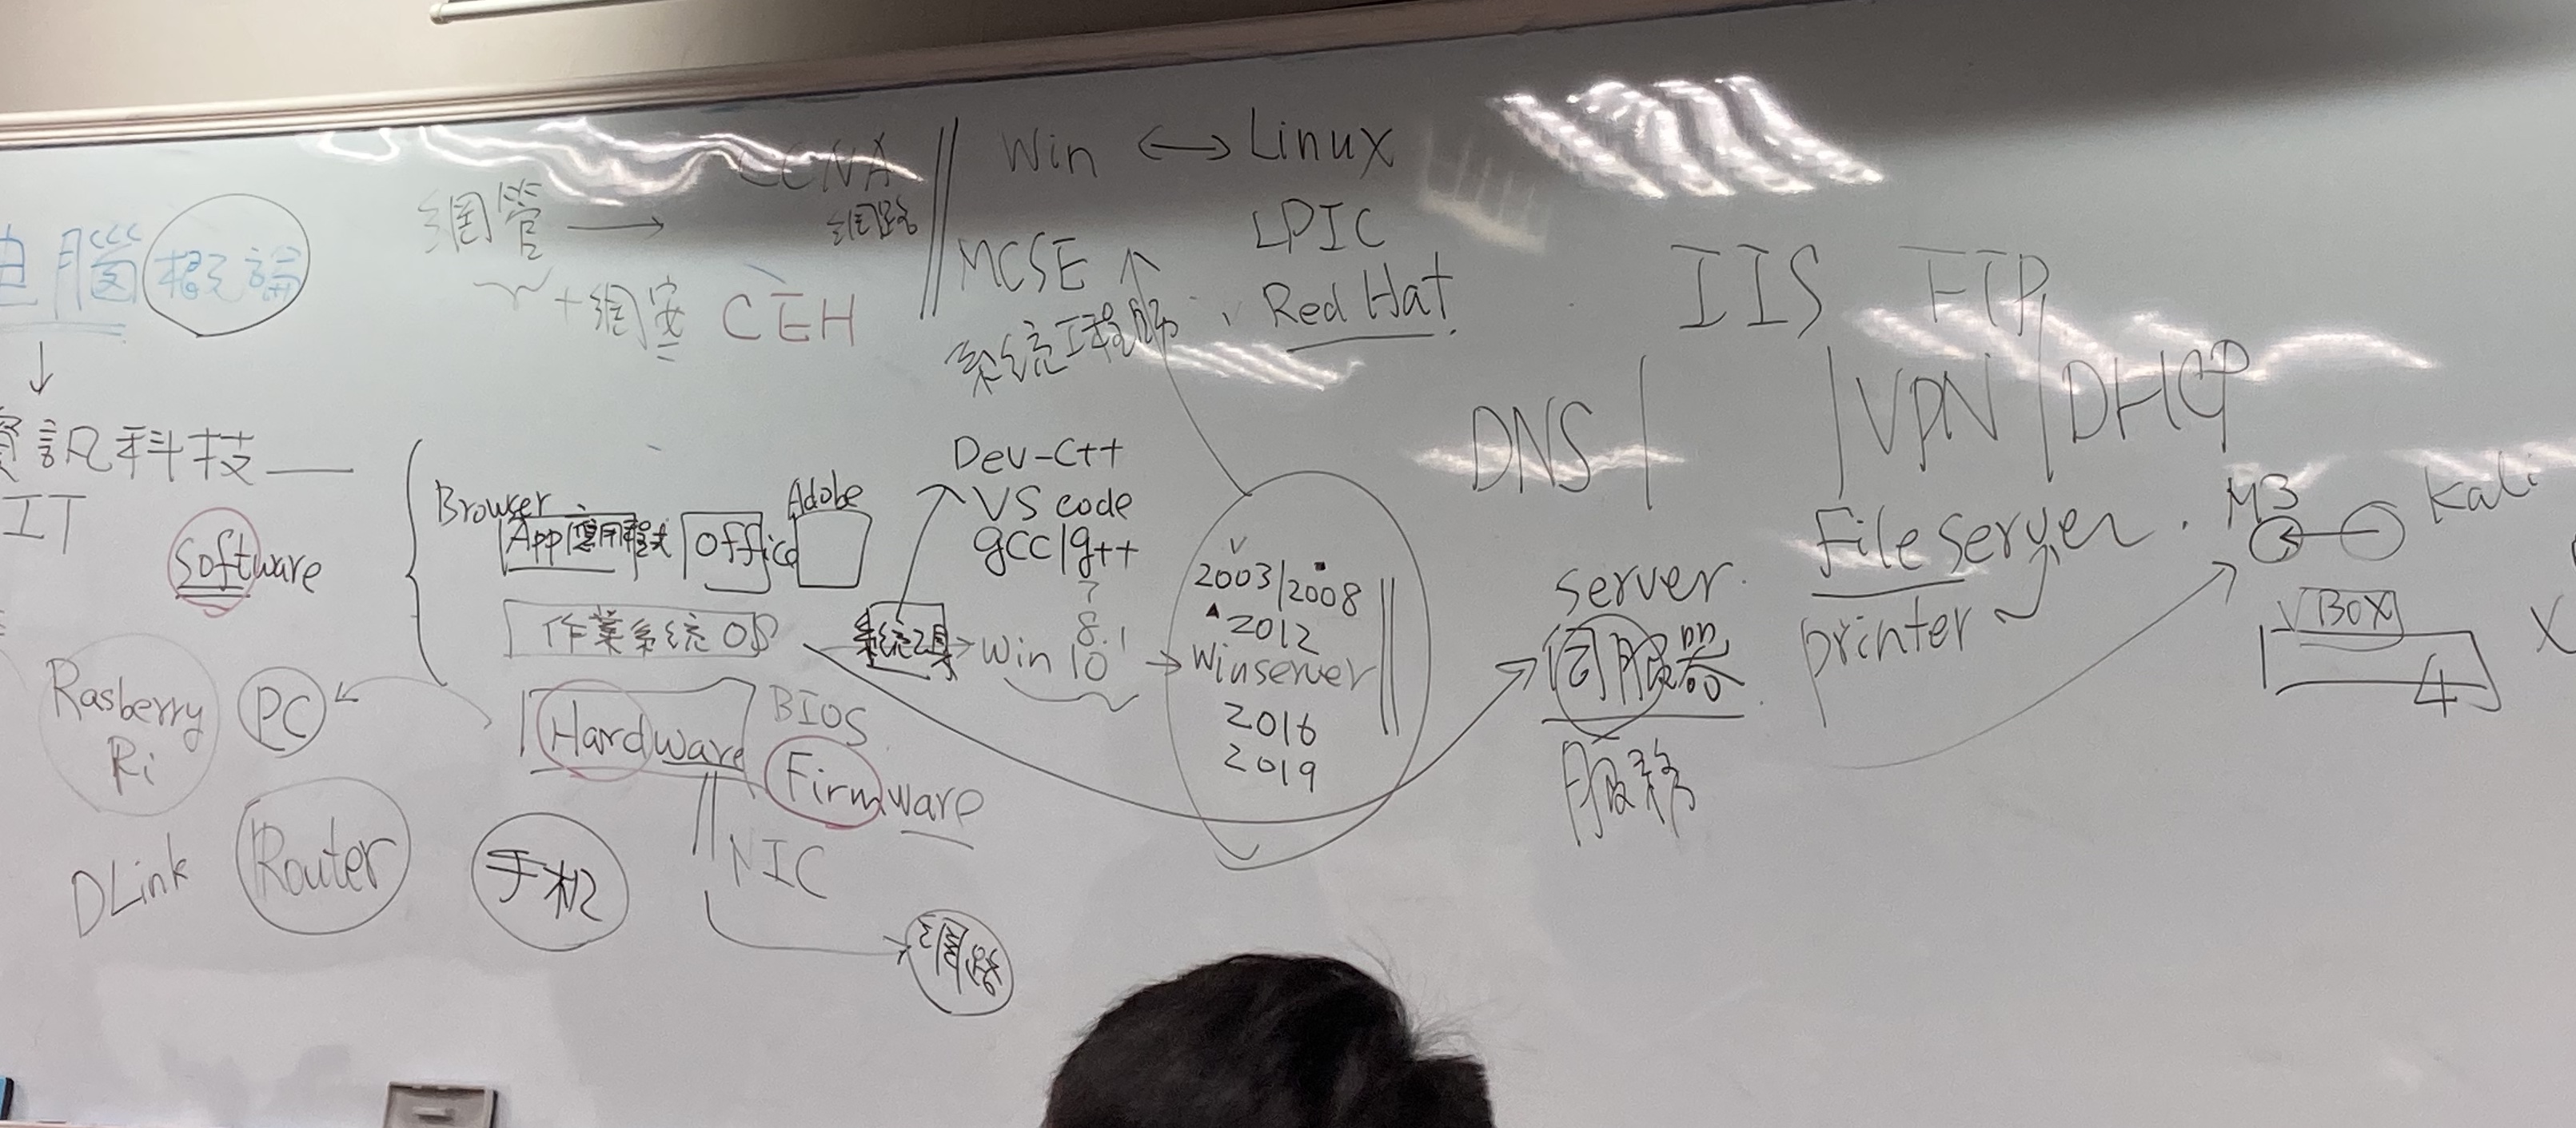 電腦概論
資訊科技
IT
Software
Rasberry
Ri
PC
DLink
Router
手机
網管
CCNA
網路
+網安 CEH
Win ↔ Linux
MCSE
LPIC
系統工程師、Red Hat
Browser
App 應用程式
Office
Adobe
作業系統 OS
Hardware
BIOS
Firmware
NIC
網路
Dev-C++
VS code
gcc/g++
系統工具
7
8.1
Win 10
2003/2008
2012
Winserver
2016
2019
IIS FTP
DNS | | VPN | DHCP
server
伺服器
服務
File server
printer
M3
Kali
VBOX
4
X